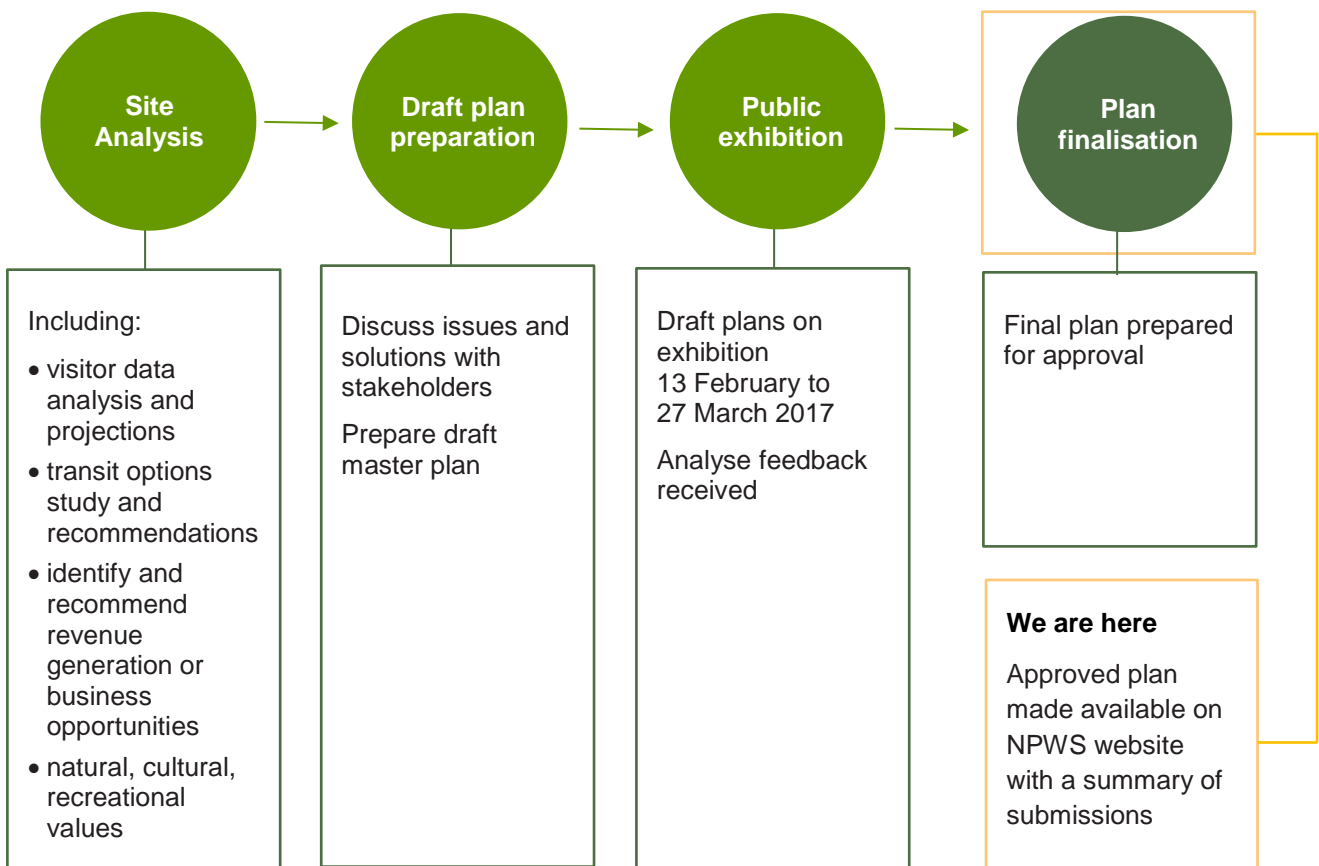 Site
Analysis
Draft plan
preparation
Public
exhibition
Plan
finalisation
Including:
• visitor data
analysis and
projections
• transit options
study and
recommendations
• identify and
recommend
revenue
generation or
business
opportunities
• natural, cultural,
recreational
values
Discuss issues and
solutions with
stakeholders
Prepare draft
master plan
Draft plans on
exhibition
13 February to
27 March 2017
Analyse feedback
received
Final plan prepared
for approval
We are here
Approved plan
made available on
NPWS website
with a summary of
submissions